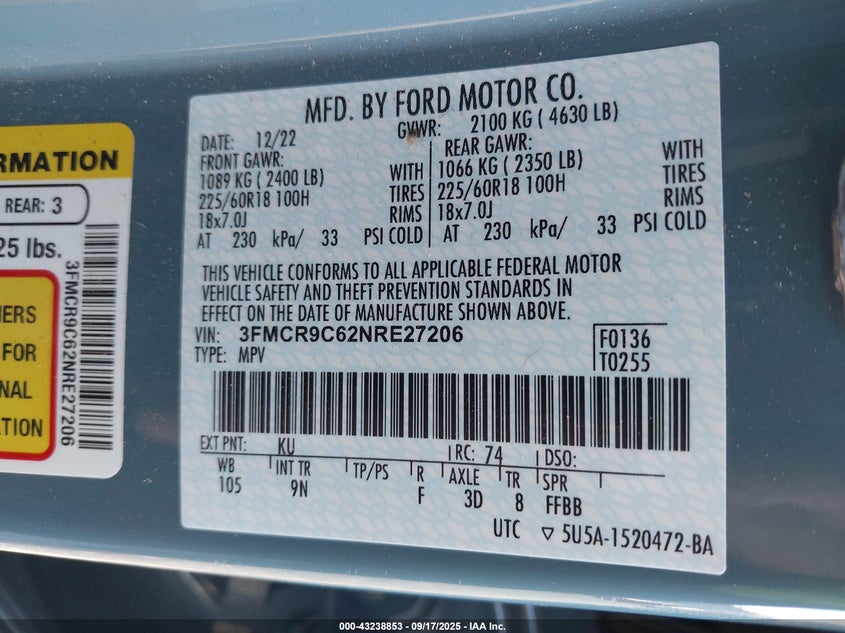 RMATION
REAR: 3
25 lbs.
3FMCR9C62NRE27206
ERS
FOR
NAL
TION
MFD. BY FORD MOTOR CO.
DATE: 12/22 GVWR: 2100 KG ( 4630 LB)
FRONT GAWR: REAR GAWR:
1089 KG ( 2400 LB) WITH 1066 KG ( 2350 LB) WITH
225/60R18 100H TIRES 225/60R18 100H TIRES
18x7.0J RIMS 18x7.0J RIMS
AT 230 kPa/ 33 PSI COLD AT 230 kPa/ 33 PSI COLD
THIS VEHICLE CONFORMS TO ALL APPLICABLE FEDERAL MOTOR
VEHICLE SAFETY AND THEFT PREVENTION STANDARDS IN
EFFECT ON THE DATE OF MANUFACTURE SHOWN ABOVE.
VIN: 3FMCR9C62NRE27206 F0136
TYPE: MPV T0255
EXT PNT: KU RC: 74 DSO:
WB INT TR TP/PS R AXLE TR SPR
105 9N F 3D 8 FFBB
UTC ▽ 5U5A-1520472-BA
000-43238853 - 09/17/2025 - IAA Inc.